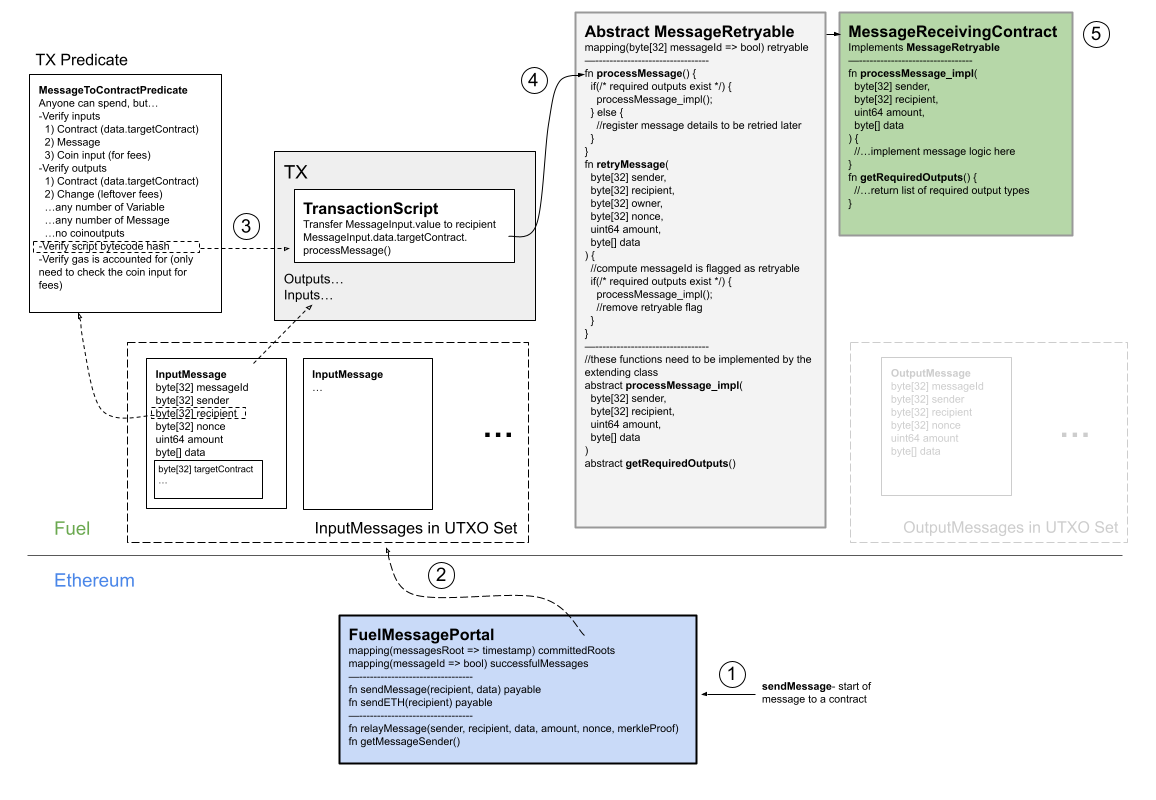 TX Predicate
MessageToContractPredicate
Anyone can spend, but…
-Verify inputs
1) Contract (data.targetContract)
2) Message
3) Coin input (for fees)
-Verify outputs
1) Contract (data.targetContract)
2) Change (leftover fees)
…any number of Variable
…any number of Message
…no coinoutputs
-Verify script bytecode hash
-Verify gas is accounted for (only
need to check the coin input for
fees)
3
TX
TransactionScript
Transfer MessageInput.value to recipient
MessageInput.data.targetContract.
processMessage()
Outputs…
Inputs…
4
Abstract MessageRetryable
mapping(byte[32] messageId => bool) retryable
—----------------------------------
fn processMessage() {
if(/* required outputs exist */) {
processMessage_impl();
} else {
//register message details to be retried later
}
}
fn retryMessage(
byte[32] sender,
byte[32] recipient,
byte[32] owner,
byte[32] nonce,
uint64 amount,
byte[] data
) {
//compute messageId is flagged as retryable
if(/* required outputs exist */) {
processMessage_impl();
//remove retryable flag
}
}
—----------------------------------
//these functions need to be implemented by the
extending class
abstract processMessage_impl(
byte[32] sender,
byte[32] recipient,
uint64 amount,
byte[] data
)
abstract getRequiredOutputs()
MessageReceivingContract
Implements MessageRetryable
—----------------------------------
fn processMessage_impl(
byte[32] sender,
byte[32] recipient,
uint64 amount,
byte[] data
) {
//…implement message logic here
}
fn getRequiredOutputs() {
//…return list of required output types
}
5
InputMessage
byte[32] messageId
byte[32] sender
byte[32] recipient
byte[32] nonce
uint64 amount
byte[] data
byte[32] targetContract
…
InputMessage
…
...
InputMessages in UTXO Set
OutputMessage
byte[32] messageId
byte[32] sender
byte[32] recipient
byte[32] nonce
uint64 amount
byte[] data
...
OutputMessages in UTXO Set
Fuel
Ethereum
2
FuelMessagePortal
mapping(messagesRoot => timestamp) committedRoots
mapping(messageId => bool) successfulMessages
—----------------------------------
fn sendMessage(recipient, data) payable
fn sendETH(recipient) payable
—----------------------------------
fn relayMessage(sender, recipient, data, amount, nonce, merkleProof)
fn getMessageSender()
1
sendMessage- start of
message to a contract